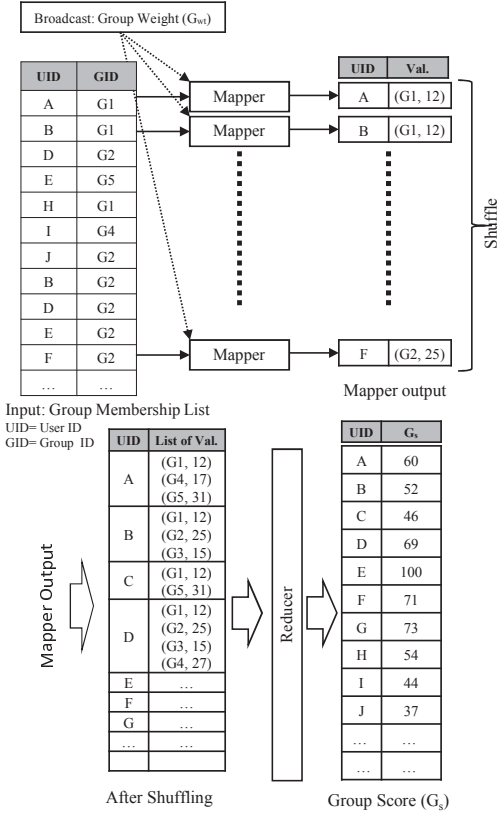 Broadcast: Group Weight (Gwt)
UID GID
A G1
B G1
D G2
E G5
H G1
I G4
J G2
B G2
D G2
E G2
F G2
… …
Input: Group Membership List
UID= User ID
GID= Group ID
Mapper
Mapper
Mapper
UID Val.
A (G1, 12)
B (G1, 12)
F (G2, 25)
Mapper output
Shuffle
Mapper Output
UID List of Val.
A
(G1, 12)
(G4, 17)
(G5, 31)
B
(G1, 12)
(G2, 25)
(G3, 15)
C
(G1, 12)
(G5, 31)
D
(G1, 12)
(G2, 25)
(G3, 15)
(G4, 27)
E …
F …
G …
… …
After Shuffling
Reducer
UID Gs
A 60
B 52
C 46
D 69
E 100
F 71
G 73
H 54
I 44
J 37
… …
… …
Group Score (Gs)